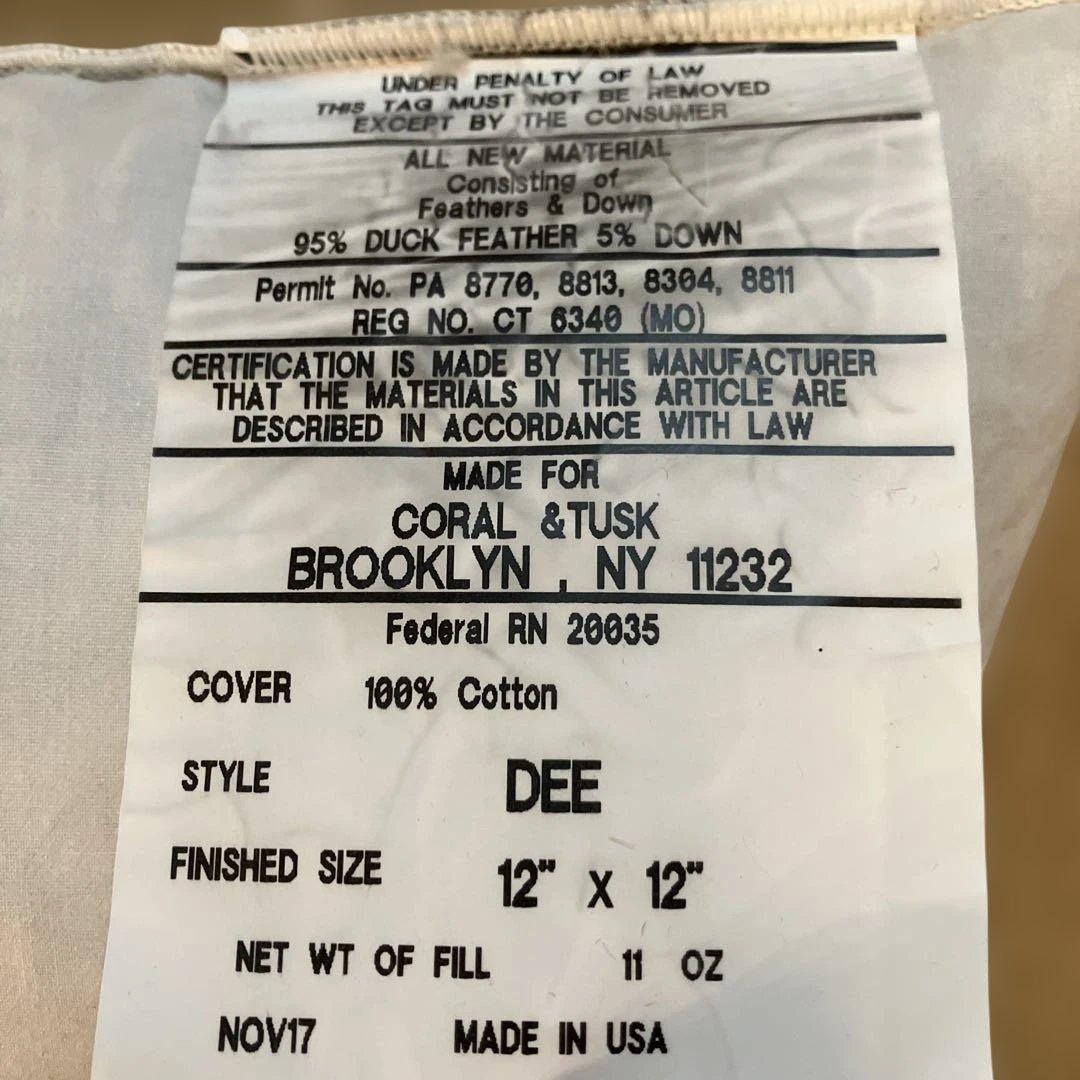 UNDER PENALTY OF LAW
THIS TAG MUST NOT BE REMOVED
EXCEPT BY THE CONSUMER
ALL NEW MATERIAL
Consisting of
Feathers & Down
95% DUCK FEATHER 5% DOWN
Permit No. PA 8770, 8813, 8304, 8811
REG NO. CT 6340 (MO)
CERTIFICATION IS MADE BY THE MANUFACTURER
THAT THE MATERIALS IN THIS ARTICLE ARE
DESCRIBED IN ACCORDANCE WITH LAW
MADE FOR
CORAL &TUSK
BROOKLYN , NY 11232
Federal RN 20035
COVER 100% Cotton
STYLE DEE
FINISHED SIZE 12" X 12"
NET WT OF FILL 11 OZ
NOV17 MADE IN USA